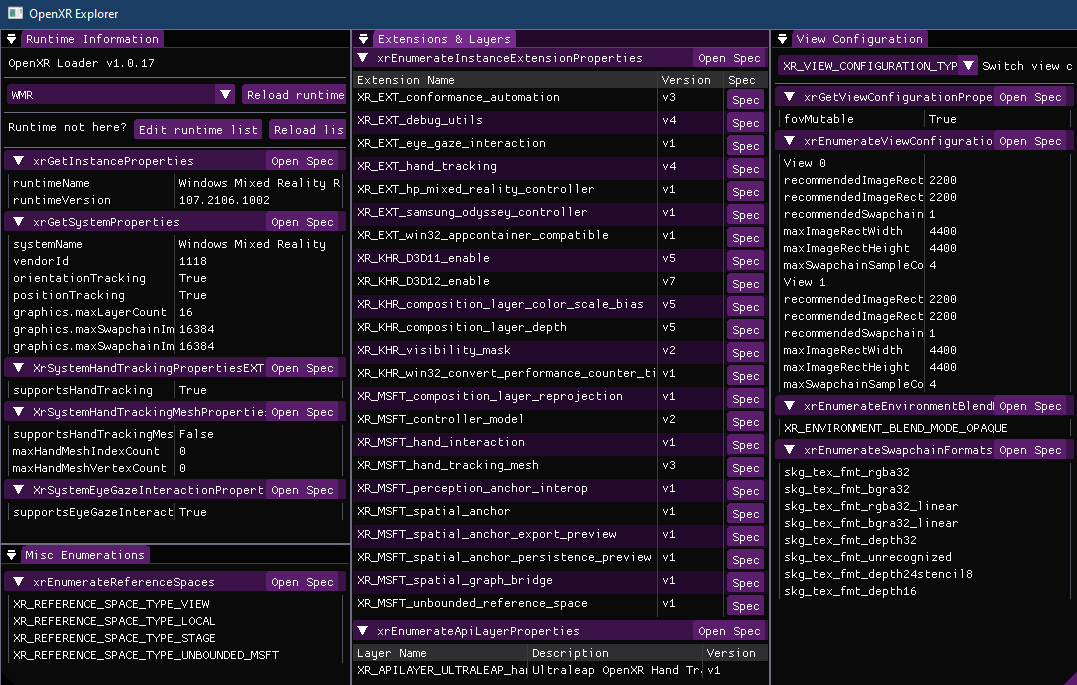 OpenXR Explorer
Runtime Information
OpenXR Loader v1.0.17
WMR Reload runtime
Runtime not here? Edit runtime list Reload lis
xrGetInstanceProperties Open Spec
runtimeName Windows Mixed Reality R
runtimeVersion 107.2106.1002
xrGetSystemProperties Open Spec
systemName Windows Mixed Reality
vendorId 1118
orientationTracking True
positionTracking True
graphics.maxLayerCount 16
graphics.maxSwapchainIm 16384
graphics.maxSwapchainIm 16384
XrSystemHandTrackingPropertiesEXT Open Spec
supportsHandTracking True
XrSystemHandTrackingMeshProperties Open Spec
supportsHandTrackingMes False
maxHandMeshIndexCount 0
maxHandMeshVertexCount 0
XrSystemEyeGazeInteractionPropert Open Spec
supportsEyeGazeInteract True
Misc Enumerations
xrEnumerateReferenceSpaces Open Spec
XR_REFERENCE_SPACE_TYPE_VIEW
XR_REFERENCE_SPACE_TYPE_LOCAL
XR_REFERENCE_SPACE_TYPE_STAGE
XR_REFERENCE_SPACE_TYPE_UNBOUNDED_MSFT
Extensions & Layers
xrEnumerateInstanceExtensionProperties Open Spec
Extension Name Version Spec
XR_EXT_conformance_automation v3 Spec
XR_EXT_debug_utils v4 Spec
XR_EXT_eye_gaze_interaction v1 Spec
XR_EXT_hand_tracking v4 Spec
XR_EXT_hp_mixed_reality_controller v1 Spec
XR_EXT_samsung_odyssey_controller v1 Spec
XR_EXT_win32_appcontainer_compatible v1 Spec
XR_KHR_D3D11_enable v5 Spec
XR_KHR_D3D12_enable v7 Spec
XR_KHR_composition_layer_color_scale_bias v5 Spec
XR_KHR_composition_layer_depth v5 Spec
XR_KHR_visibility_mask v2 Spec
XR_KHR_win32_convert_performance_counter_ti v1 Spec
XR_MSFT_composition_layer_reprojection v1 Spec
XR_MSFT_controller_model v2 Spec
XR_MSFT_hand_interaction v1 Spec
XR_MSFT_hand_tracking_mesh v3 Spec
XR_MSFT_perception_anchor_interop v1 Spec
XR_MSFT_spatial_anchor v1 Spec
XR_MSFT_spatial_anchor_export_preview v1 Spec
XR_MSFT_spatial_anchor_persistence_preview v1 Spec
XR_MSFT_spatial_graph_bridge v1 Spec
XR_MSFT_unbounded_reference_space v1 Spec
xrEnumerateApiLayerProperties Open Spec
Layer Name Description Version
XR_APILAYER_ULTRALEAP_han Ultraleap OpenXR Hand Tr v1
View Configuration
XR_VIEW_CONFIGURATION_TYP Switch view c
xrGetViewConfigurationPrope Open Spec
fovMutable True
xrEnumerateViewConfiguratio Open Spec
View 0
recommendedImageRect 2200
recommendedImageRect 2200
recommendedSwapchain 1
maxImageRectWidth 4400
maxImageRectHeight 4400
maxSwapchainSampleCo 4
View 1
recommendedImageRect 2200
recommendedImageRect 2200
recommendedSwapchain 1
maxImageRectWidth 4400
maxImageRectHeight 4400
maxSwapchainSampleCo 4
xrEnumerateEnvironmentBlend Open Spec
XR_ENVIRONMENT_BLEND_MODE_OPAQUE
xrEnumerateSwapchainFormats Open Spec
skg_tex_fmt_rgba32
skg_tex_fmt_bgra32
skg_tex_fmt_rgba32_linear
skg_tex_fmt_bgra32_linear
skg_tex_fmt_depth32
skg_tex_fmt_unrecognized
skg_tex_fmt_depth24stencil8
skg_tex_fmt_depth16